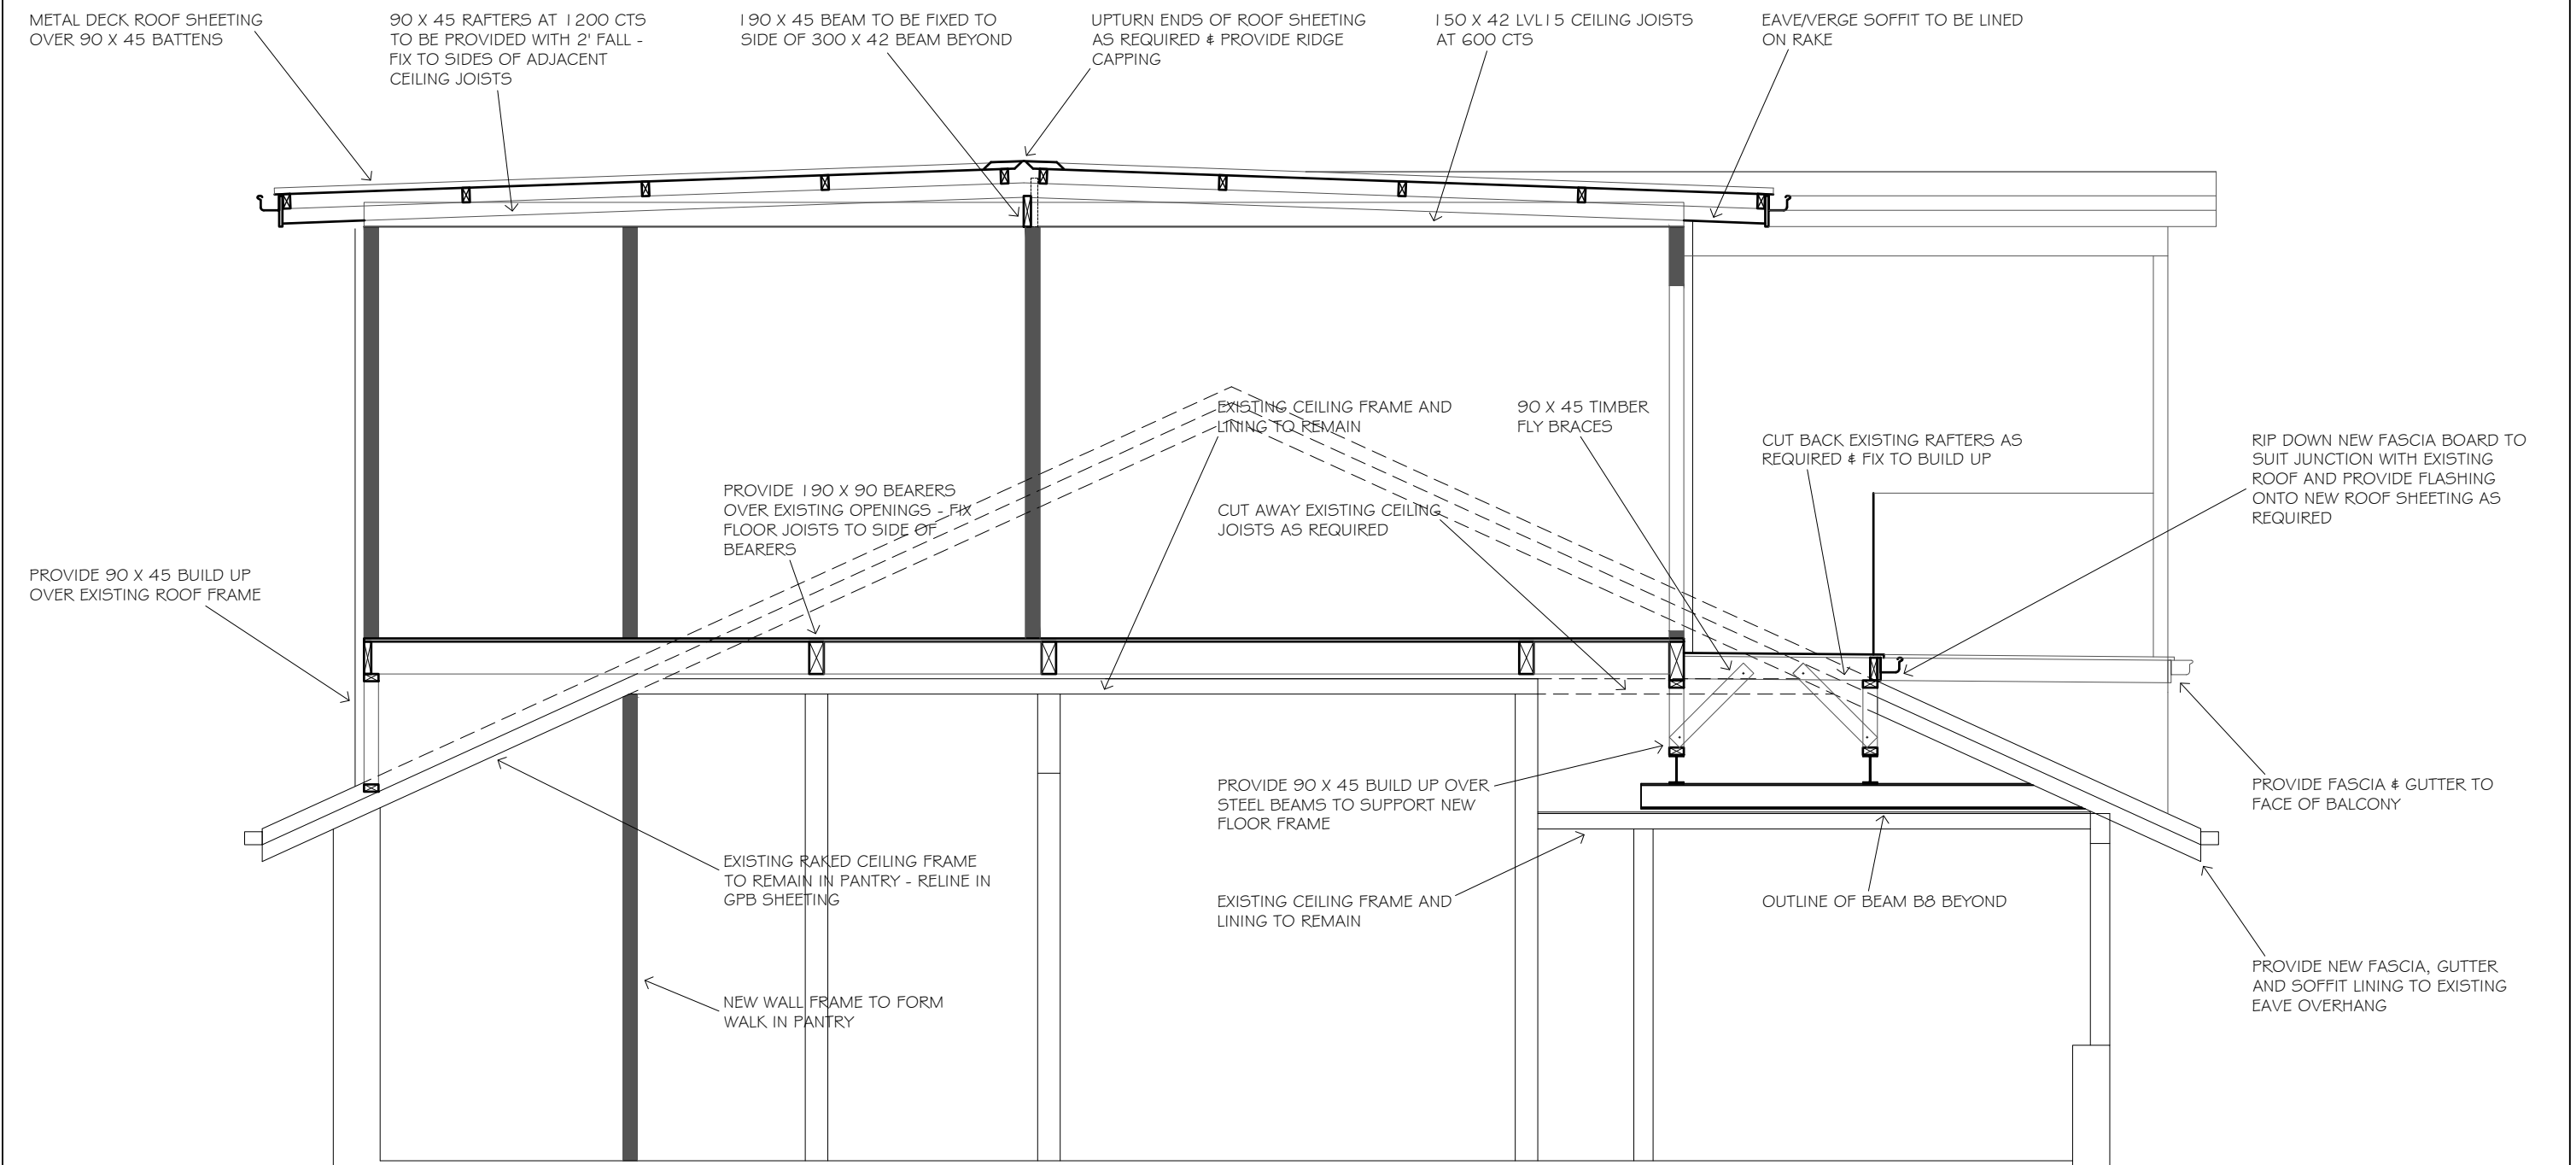 METAL DECK ROOF SHEETING
OVER 90 X 45 BATTENS
90 X 45 RAFTERS AT 1200 CTS
TO BE PROVIDED WITH 2' FALL -
FIX TO SIDES OF ADJACENT
CEILING JOISTS
190 X 45 BEAM TO BE FIXED TO
SIDE OF 300 X 42 BEAM BEYOND
UPTURN ENDS OF ROOF SHEETING
AS REQUIRED & PROVIDE RIDGE
CAPPING
150 X 42 LVL15 CEILING JOISTS
AT 600 CTS
EAVE/VERGE SOFFIT TO BE LINED
ON RAKE
EXISTING CEILING FRAME AND
LINING TO REMAIN
90 X 45 TIMBER
FLY BRACES
CUT BACK EXISTING RAFTERS AS
REQUIRED & FIX TO BUILD UP
RIP DOWN NEW FASCIA BOARD TO
SUIT JUNCTION WITH EXISTING
ROOF AND PROVIDE FLASHING
ONTO NEW ROOF SHEETING AS
REQUIRED
PROVIDE 190 X 90 BEARERS
OVER EXISTING OPENINGS - FIX
FLOOR JOISTS TO SIDE OF
BEARERS
CUT AWAY EXISTING CEILING
JOISTS AS REQUIRED
PROVIDE 90 X 45 BUILD UP
OVER EXISTING ROOF FRAME
PROVIDE 90 X 45 BUILD UP OVER
STEEL BEAMS TO SUPPORT NEW
FLOOR FRAME
PROVIDE FASCIA & GUTTER TO
FACE OF BALCONY
EXISTING RAKED CEILING FRAME
TO REMAIN IN PANTRY - RELINE IN
GPB SHEETING
EXISTING CEILING FRAME AND
LINING TO REMAIN
OUTLINE OF BEAM B8 BEYOND
NEW WALL FRAME TO FORM
WALK IN PANTRY
PROVIDE NEW FASCIA, GUTTER
AND SOFFIT LINING TO EXISTING
EAVE OVERHANG